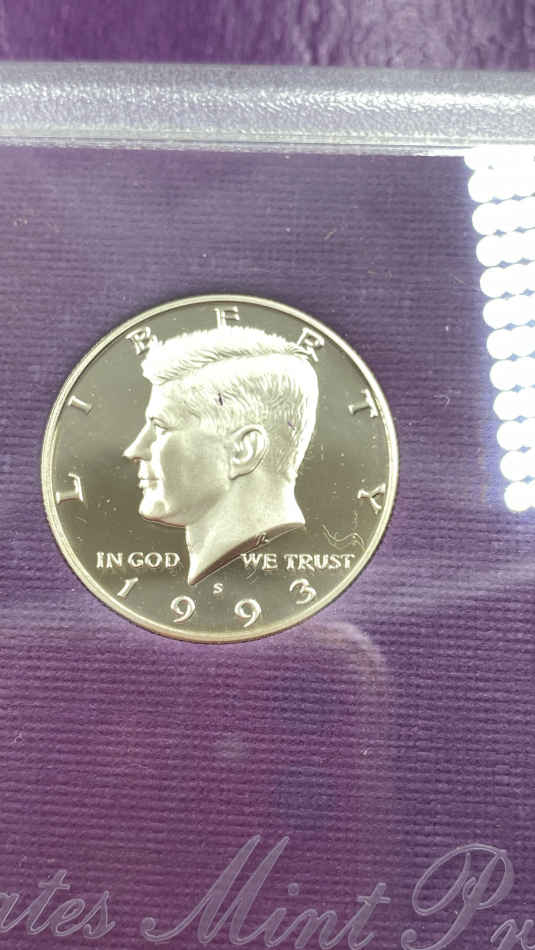 LIBERTY
IN GOD WE TRUST
S
1993
ates Mint Pr